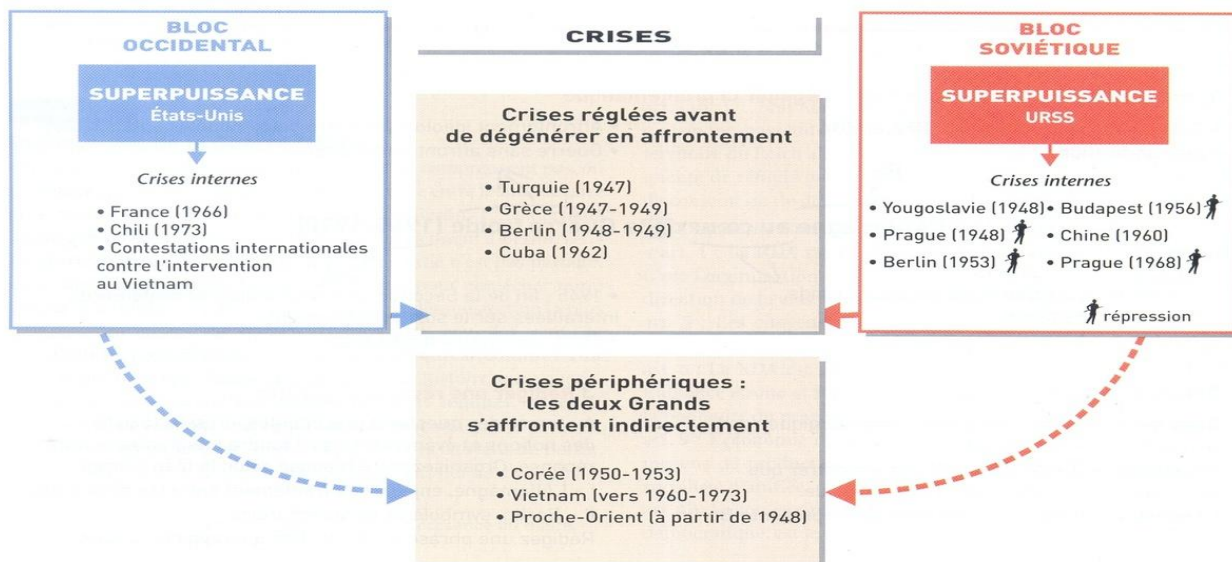 BLOC
OCCIDENTAL
SUPERPUISSANCE
États-Unis
Crises internes
• France (1966)
• Chili (1973)
• Contestations internationales
contre l'intervention
au Vietnam
CRISES
Crises réglées avant
de dégénérer en affrontement
• Turquie (1947)
• Grèce (1947-1949)
• Berlin (1948-1949)
• Cuba (1962)
Crises périphériques :
les deux Grands
s'affrontent indirectement
• Corée (1950-1953)
• Vietnam (vers 1960-1973)
• Proche-Orient (à partir de 1948)
BLOC
SOVIÉTIQUE
SUPERPUISSANCE
URSS
Crises internes
• Yougoslavie (1948) • Budapest (1956)
• Prague (1948) • Chine (1960)
• Berlin (1953) • Prague (1968)
répression